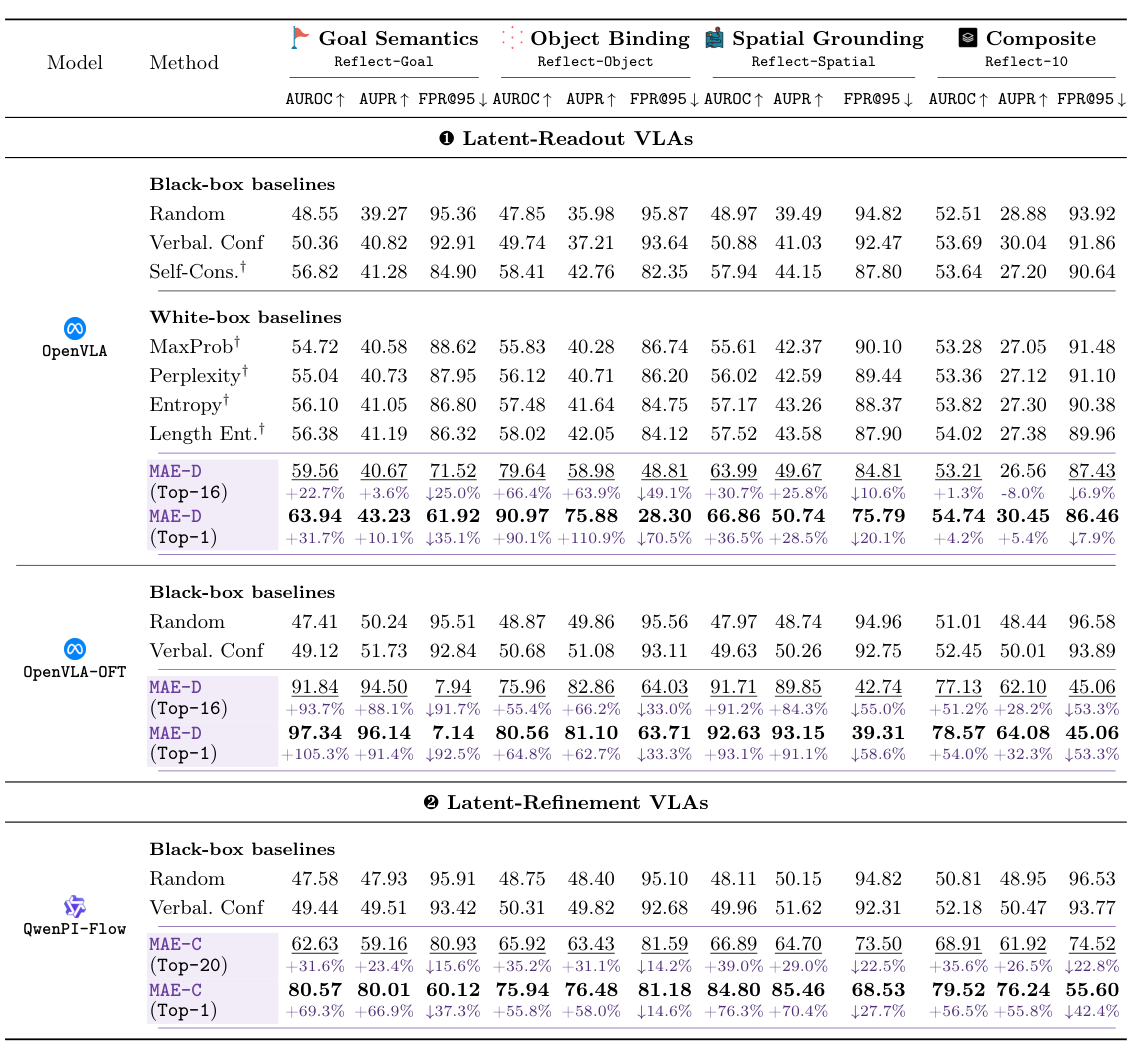 Goal Semantics Object Binding Spatial Grounding Composite
Model Method Reflect-Goal Reflect-Object Reflect-Spatial Reflect-10
AUROC↑ AUPR↑ FPR@95↓ AUROC↑ AUPR↑ FPR@95↓ AUROC↑ AUPR↑ FPR@95↓ AUROC↑ AUPR↑ FPR@95↓
❶ Latent-Readout VLAs
Black-box baselines
Random 48.55 39.27 95.36 47.85 35.98 95.87 48.97 39.49 94.82 52.51 28.88 93.92
Verbal. Conf 50.36 40.82 92.91 49.74 37.21 93.64 50.88 41.03 92.47 53.69 30.04 91.86
Self-Cons.† 56.82 41.28 84.90 58.41 42.76 82.35 57.94 44.15 87.80 53.64 27.20 90.64
White-box baselines
OpenVLA
MaxProb† 54.72 40.58 88.62 55.83 40.28 86.74 55.61 42.37 90.10 53.28 27.05 91.48
Perplexity† 55.04 40.73 87.95 56.12 40.71 86.20 56.02 42.59 89.44 53.36 27.12 91.10
Entropy† 56.10 41.05 86.80 57.48 41.64 84.75 57.17 43.26 88.37 53.82 27.30 90.38
Length Ent.† 56.38 41.19 86.32 58.02 42.05 84.12 57.52 43.58 87.90 54.02 27.38 89.96
MAE-D 59.56 40.67 71.52 79.64 58.98 48.81 63.99 49.67 84.81 53.21 26.56 87.43
(Top-16) +22.7% +3.6% ↓25.0% +66.4% +63.9% ↓49.1% +30.7% +25.8% ↓10.6% +1.3% -8.0% ↓6.9%
MAE-D 63.94 43.23 61.92 90.97 75.88 28.30 66.86 50.74 75.79 54.74 30.45 86.46
(Top-1) +31.7% +10.1% ↓35.1% +90.1% +110.9% ↓70.5% +36.5% +28.5% ↓20.1% +4.2% +5.4% ↓7.9%
Black-box baselines
Random 47.41 50.24 95.51 48.87 49.86 95.56 47.97 48.74 94.96 51.01 48.44 96.58
Verbal. Conf 49.12 51.73 92.84 50.68 51.08 93.11 49.63 50.26 92.75 52.45 50.01 93.89
OpenVLA-OFT
MAE-D 91.84 94.50 7.94 75.96 82.86 64.03 91.71 89.85 42.74 77.13 62.10 45.06
(Top-16) +93.7% +88.1% ↓91.7% +55.4% +66.2% ↓33.0% +91.2% +84.3% ↓55.0% +51.2% +28.2% ↓53.3%
MAE-D 97.34 96.14 7.14 80.56 81.10 63.71 92.63 93.15 39.31 78.57 64.08 45.06
(Top-1) +105.3% +91.4% ↓92.5% +64.8% +62.7% ↓33.3% +93.1% +91.1% ↓58.6% +54.0% +32.3% ↓53.3%
❷ Latent-Refinement VLAs
Black-box baselines
Random 47.58 47.93 95.91 48.75 48.40 95.10 48.11 50.15 94.82 50.81 48.95 96.53
Verbal. Conf 49.44 49.51 93.42 50.31 49.82 92.68 49.96 51.62 92.31 52.18 50.47 93.77
QwenPI-Flow
MAE-C 62.63 59.16 80.93 65.92 63.43 81.59 66.89 64.70 73.50 68.91 61.92 74.52
(Top-20) +31.6% +23.4% ↓15.6% +35.2% +31.1% ↓14.2% +39.0% +29.0% ↓22.5% +35.6% +26.5% ↓22.8%
MAE-C 80.57 80.01 60.12 75.94 76.48 81.18 84.80 85.46 68.53 79.52 76.24 55.60
(Top-1) +69.3% +66.9% ↓37.3% +55.8% +58.0% ↓14.6% +76.3% +70.4% ↓27.7% +56.5% +55.8% ↓42.4%